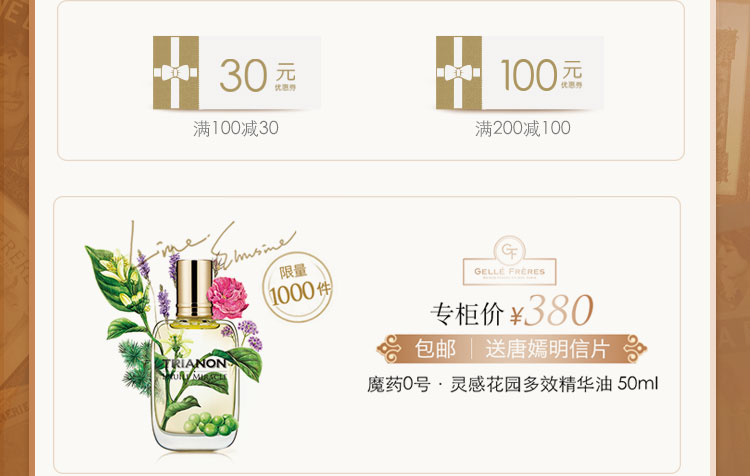 30元
优惠券
满100减30
100元
优惠券
满200减100
限量
1000件
TRIANON
GF
GELLÉ FRÈRES
专柜价 ¥380
包邮 | 送唐嫣明信片
魔药0号·灵感花园多效精华油 50ml